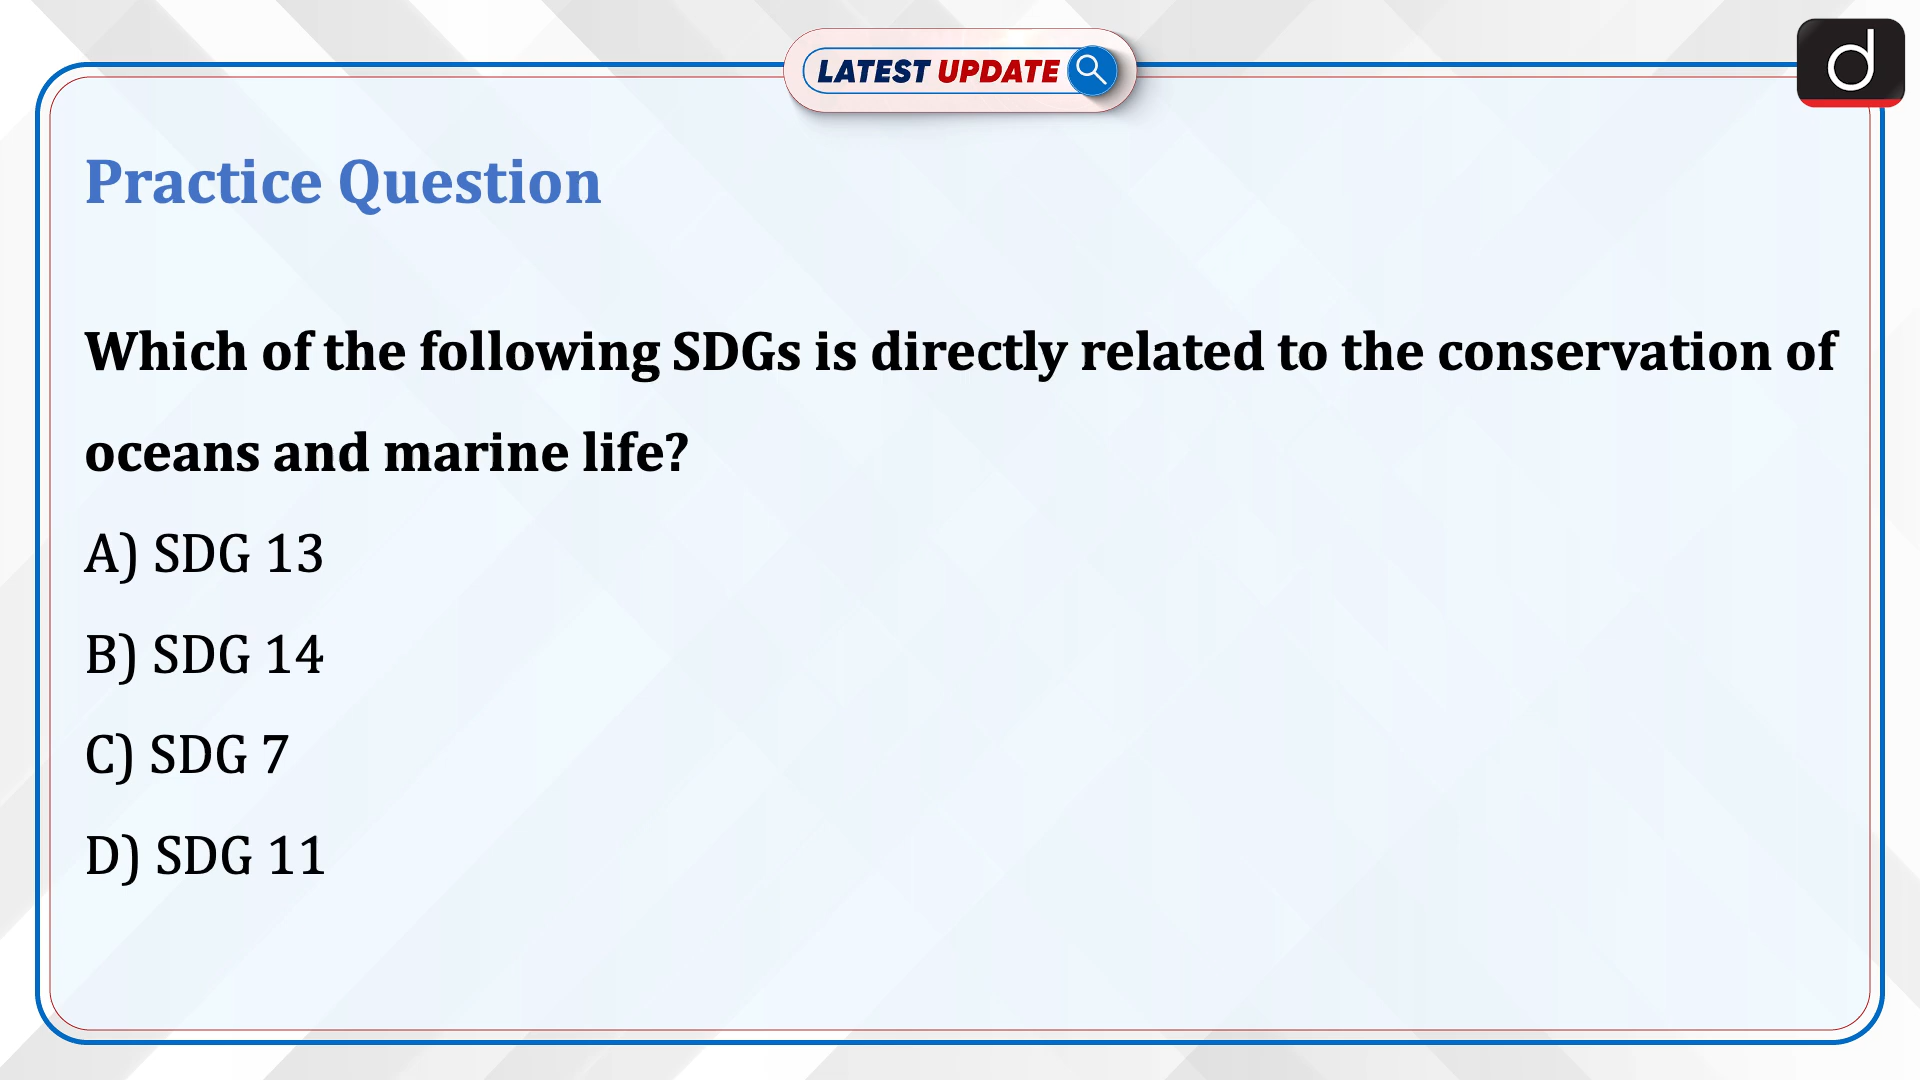 LATEST UPDATE
d
Practice Question
Which of the following SDGs is directly related to the conservation of
oceans and marine life?
A) SDG 13
B) SDG 14
C) SDG 7
D) SDG 11